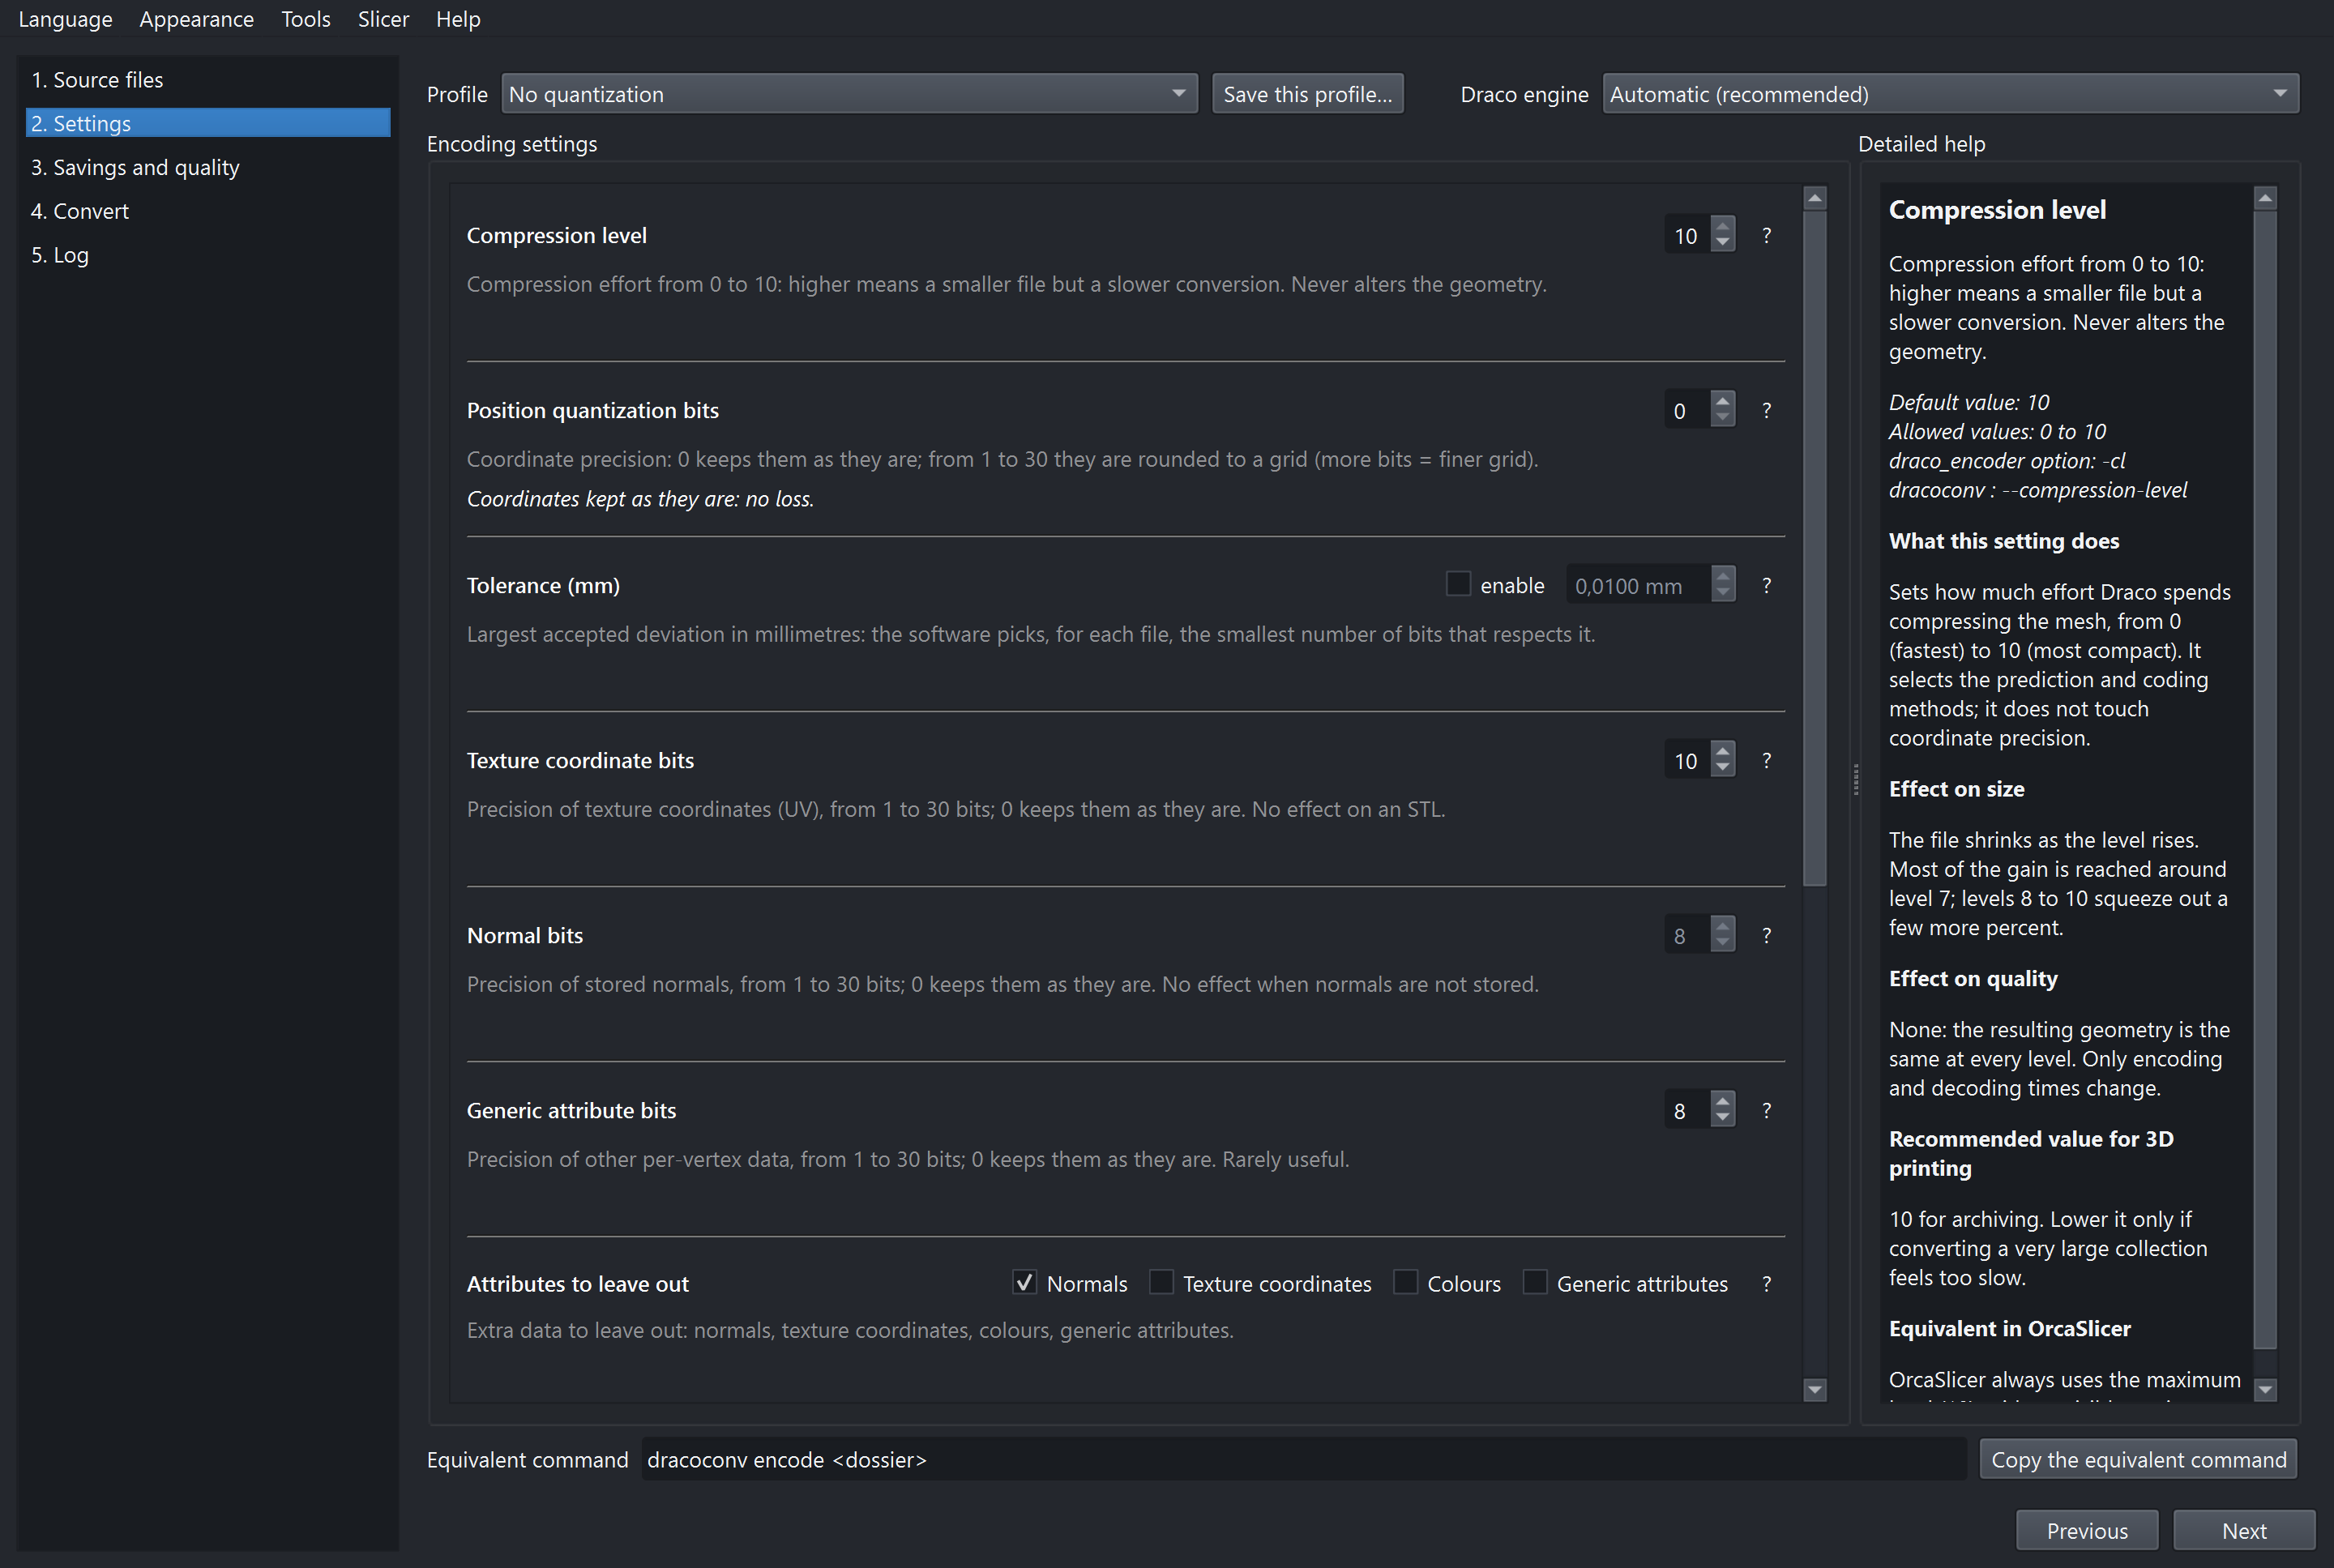 Language Appearance Tools Slicer Help
1. Source files
2. Settings
3. Savings and quality
4. Convert
5. Log
Profile No quantization Save this profile... Draco engine Automatic (recommended)
Encoding settings
Compression level 10 ?
Compression effort from 0 to 10: higher means a smaller file but a slower conversion. Never alters the geometry.
Position quantization bits 0 ?
Coordinate precision: 0 keeps them as they are; from 1 to 30 they are rounded to a grid (more bits = finer grid).
Coordinates kept as they are: no loss.
Tolerance (mm) enable 0,0100 mm ?
Largest accepted deviation in millimetres: the software picks, for each file, the smallest number of bits that respects it.
Texture coordinate bits 10 ?
Precision of texture coordinates (UV), from 1 to 30 bits; 0 keeps them as they are. No effect on an STL.
Normal bits 8 ?
Precision of stored normals, from 1 to 30 bits; 0 keeps them as they are. No effect when normals are not stored.
Generic attribute bits 8 ?
Precision of other per-vertex data, from 1 to 30 bits; 0 keeps them as they are. Rarely useful.
Attributes to leave out Normals Texture coordinates Colours Generic attributes ?
Extra data to leave out: normals, texture coordinates, colours, generic attributes.
Detailed help
Compression level
Compression effort from 0 to 10:
higher means a smaller file but a
slower conversion. Never alters the
geometry.
Default value: 10
Allowed values: 0 to 10
draco_encoder option: -cl
dracoconv : --compression-level
What this setting does
Sets how much effort Draco spends
compressing the mesh, from 0
(fastest) to 10 (most compact). It
selects the prediction and coding
methods; it does not touch
coordinate precision.
Effect on size
The file shrinks as the level rises.
Most of the gain is reached around
level 7; levels 8 to 10 squeeze out a
few more percent.
Effect on quality
None: the resulting geometry is the
same at every level. Only encoding
and decoding times change.
Recommended value for 3D
printing
10 for archiving. Lower it only if
converting a very large collection
feels too slow.
Equivalent in OrcaSlicer
OrcaSlicer always uses the maximum
Equivalent command dracoconv encode <dossier> Copy the equivalent command
Previous Next